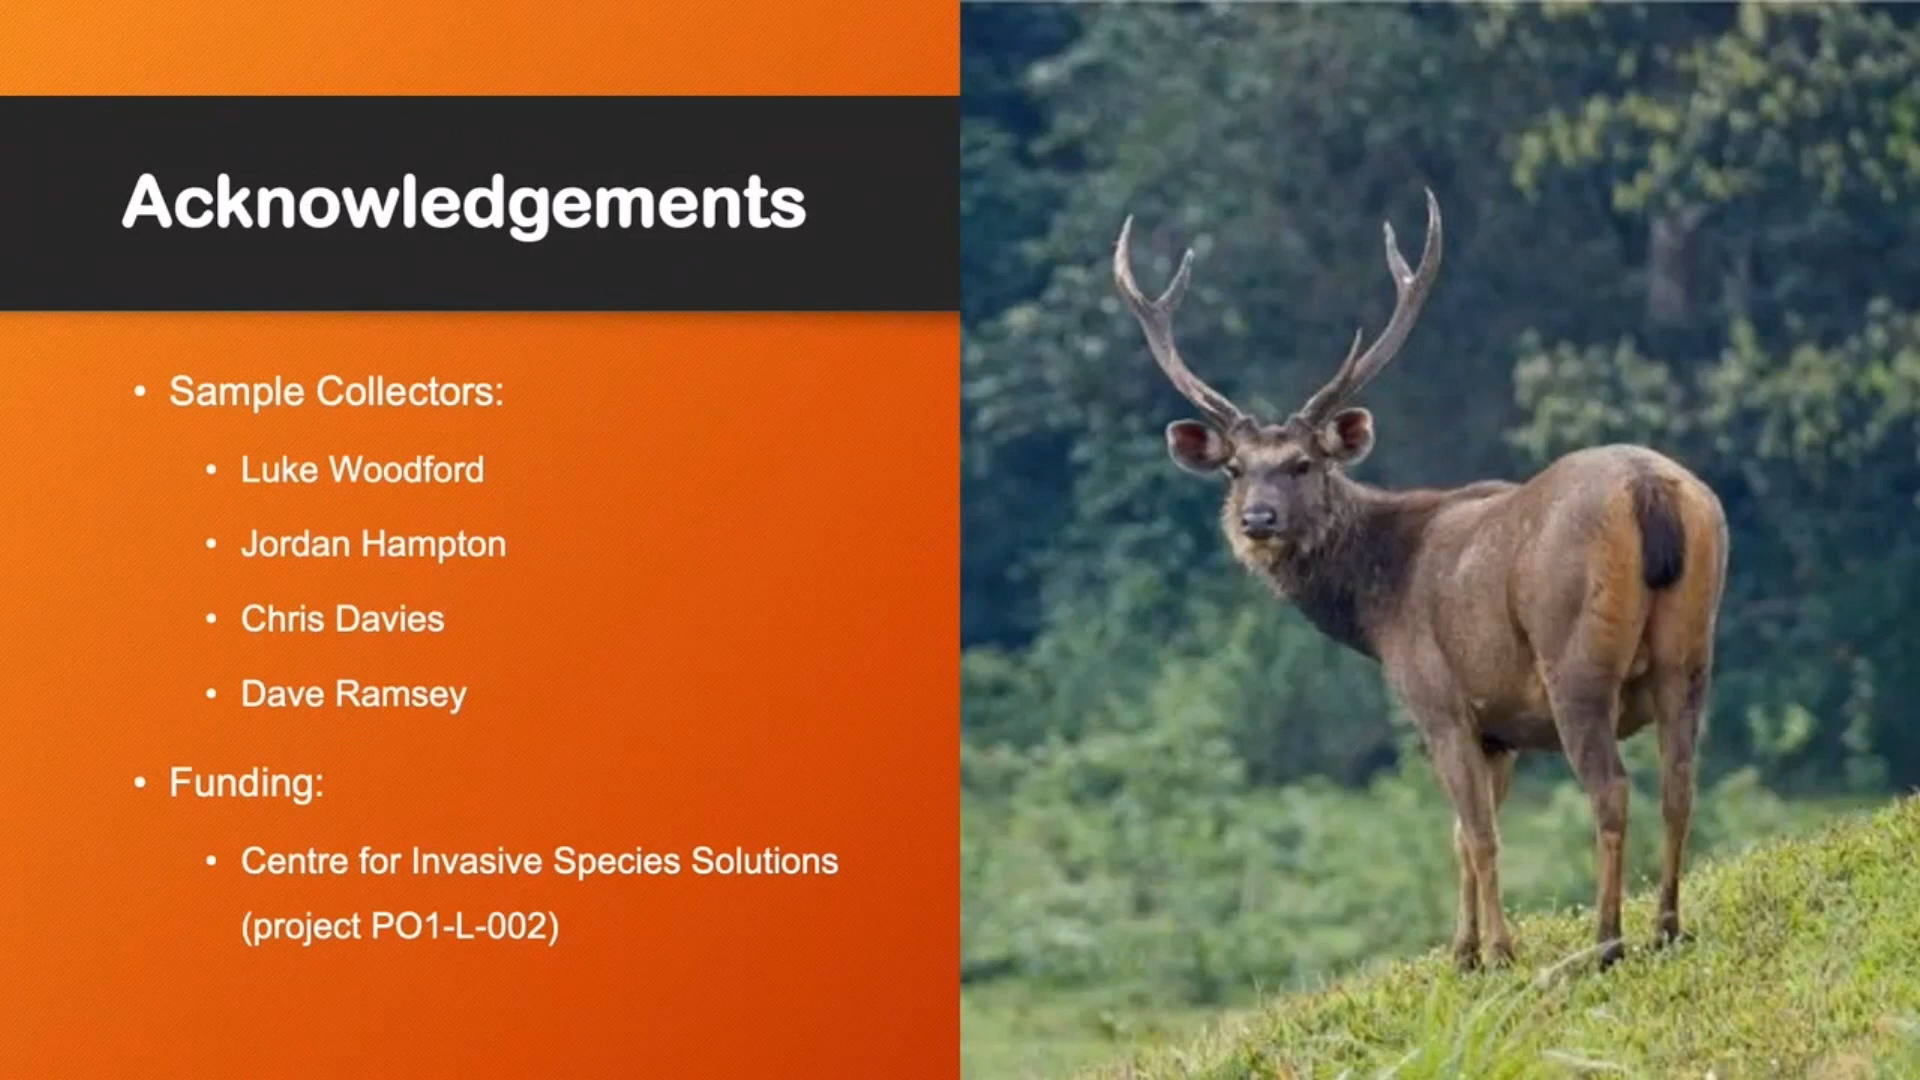 Acknowledgements
• Sample Collectors:
• Luke Woodford
• Jordan Hampton
• Chris Davies
• Dave Ramsey
• Funding:
• Centre for Invasive Species Solutions
(project PO1-L-002)